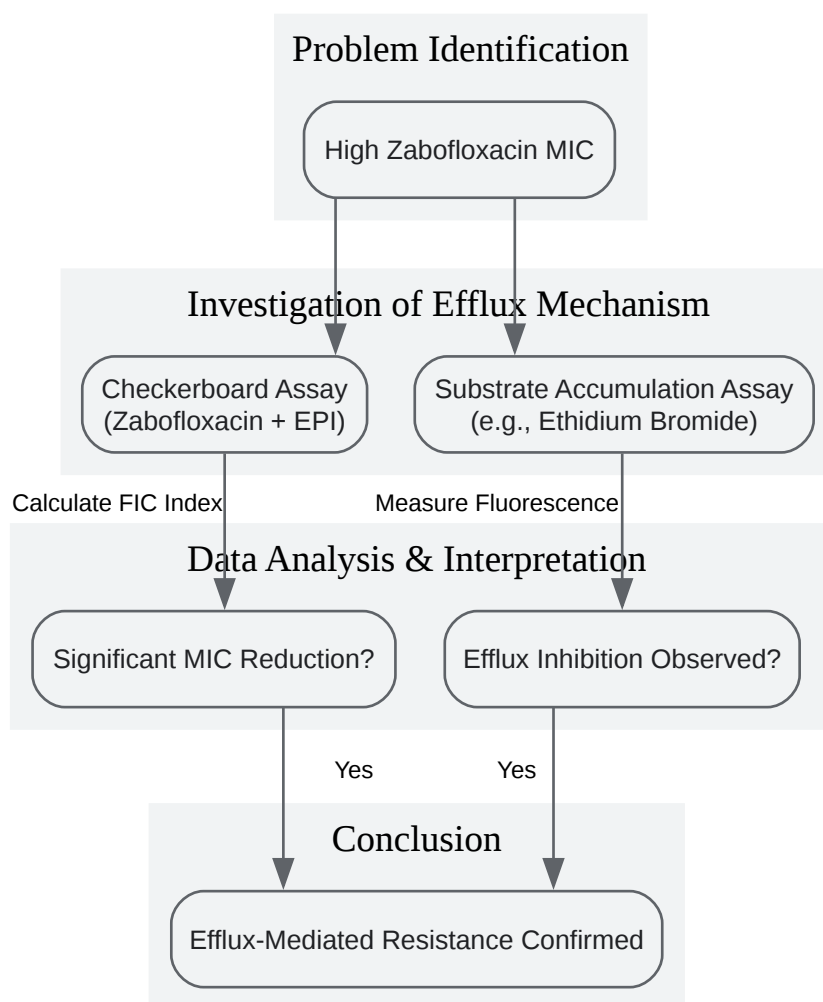 Problem Identification
High Zabofloxacin MIC
Investigation of Efflux Mechanism
Checkerboard Assay
(Zabofloxacin + EPI)
Substrate Accumulation Assay
(e.g., Ethidium Bromide)
Calculate FIC Index
Measure Fluorescence
Data Analysis & Interpretation
Significant MIC Reduction?
Efflux Inhibition Observed?
Yes
Yes
Conclusion
Efflux-Mediated Resistance Confirmed